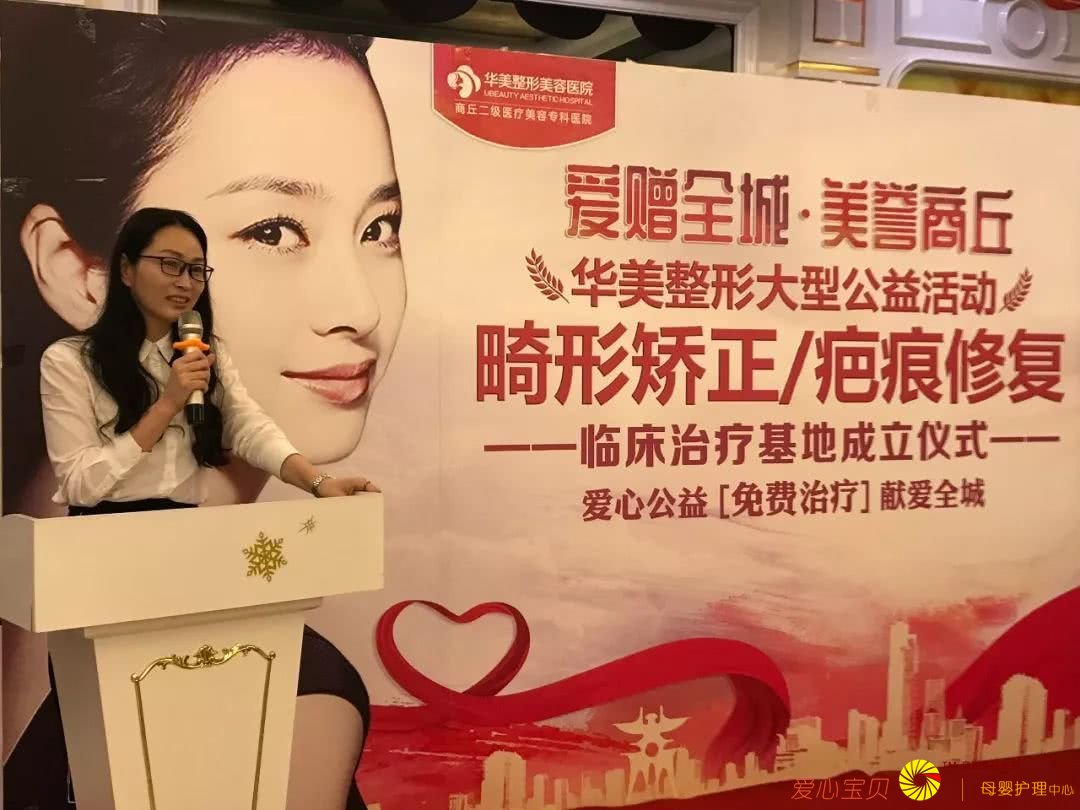 华美整形美容医院
UBEAUTY AESTHETIC HOSPITAL
商丘二级医疗美容专科医院
爱赠全城·美誉商丘
华美整形大型公益活动
畸形矫正/疤痕修复
——临床治疗基地成立仪式——
爱心公益 [免费治疗] 献爱全城
爱心宝贝 | 母婴护理中心